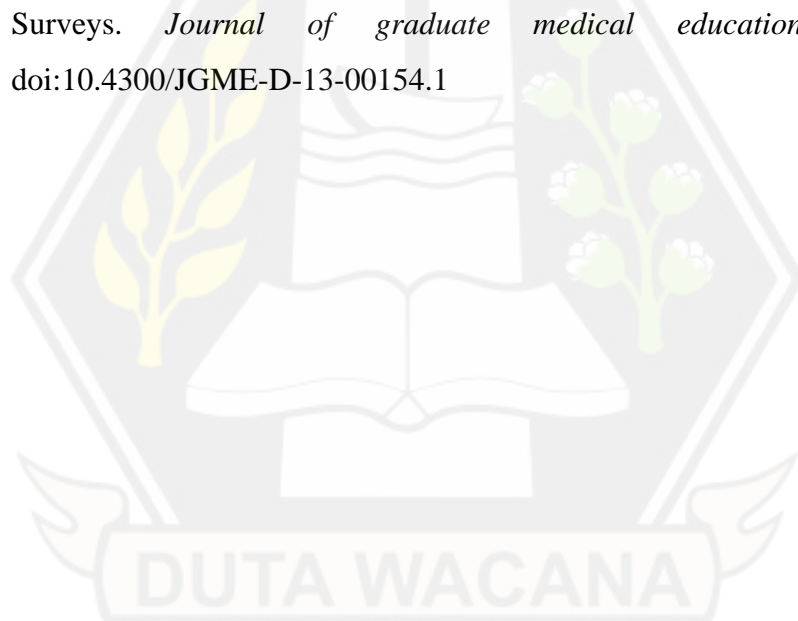 Surveys. Journal of graduate medical education
doi:10.4300/JGME-D-13-00154.1
DUTA WACANA